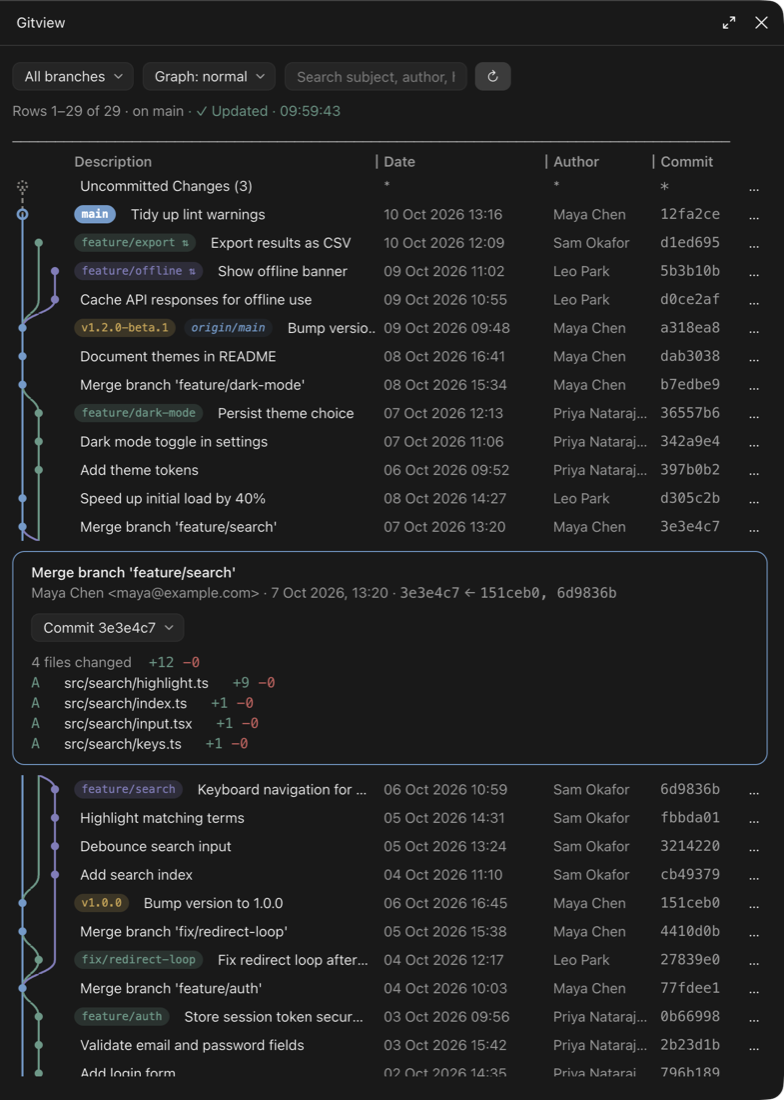 Gitview
All branches Graph: normal Search subject, author, h
Rows 1–29 of 29 · on main · ✓ Updated · 09:59:43
Description | Date | Author | Commit
Uncommitted Changes (3) * * * ...
main Tidy up lint warnings 10 Oct 2026 13:16 Maya Chen 12fa2ce ...
feature/export ⇅ Export results as CSV 10 Oct 2026 12:09 Sam Okafor d1ed695 ...
feature/offline ⇅ Show offline banner 09 Oct 2026 11:02 Leo Park 5b3b10b ...
Cache API responses for offline use 09 Oct 2026 10:55 Leo Park d0ce2af ...
v1.2.0-beta.1 origin/main Bump versio... 09 Oct 2026 09:48 Maya Chen a318ea8 ...
Document themes in README 08 Oct 2026 16:41 Maya Chen dab3038 ...
Merge branch 'feature/dark-mode' 08 Oct 2026 15:34 Maya Chen b7edbe9 ...
feature/dark-mode Persist theme choice 07 Oct 2026 12:13 Priya Nataraj... 36557b6 ...
Dark mode toggle in settings 07 Oct 2026 11:06 Priya Nataraj... 342a9e4 ...
Add theme tokens 06 Oct 2026 09:52 Priya Nataraj... 397b0b2 ...
Speed up initial load by 40% 08 Oct 2026 14:27 Leo Park d305c2b ...
Merge branch 'feature/search' 07 Oct 2026 13:20 Maya Chen 3e3e4c7 ...
Merge branch 'feature/search'
Maya Chen <maya@example.com> · 7 Oct 2026, 13:20 · 3e3e4c7 ← 151ceb0, 6d9836b
Commit 3e3e4c7
4 files changed +12 −0
A src/search/highlight.ts +9 −0
A src/search/index.ts +1 −0
A src/search/input.tsx +1 −0
A src/search/keys.ts +1 −0
feature/search Keyboard navigation for ... 06 Oct 2026 10:59 Sam Okafor 6d9836b ...
Highlight matching terms 05 Oct 2026 14:31 Sam Okafor fbbda01 ...
Debounce search input 05 Oct 2026 13:24 Sam Okafor 3214220 ...
Add search index 04 Oct 2026 11:10 Sam Okafor cb49379 ...
v1.0.0 Bump version to 1.0.0 06 Oct 2026 16:45 Maya Chen 151ceb0 ...
Merge branch 'fix/redirect-loop' 05 Oct 2026 15:38 Maya Chen 4410d0b ...
fix/redirect-loop Fix redirect loop after... 04 Oct 2026 12:17 Leo Park 27839e0 ...
Merge branch 'feature/auth' 04 Oct 2026 10:03 Maya Chen 77fdee1 ...
feature/auth Store session token secur... 03 Oct 2026 09:56 Priya Nataraj... 0b66998 ...
Validate email and password fields 03 Oct 2026 15:42 Priya Nataraj... 2b23d1b ...
Add login form 02 Oct 2026 14:35 Priya Nataraj... 796b189 ...